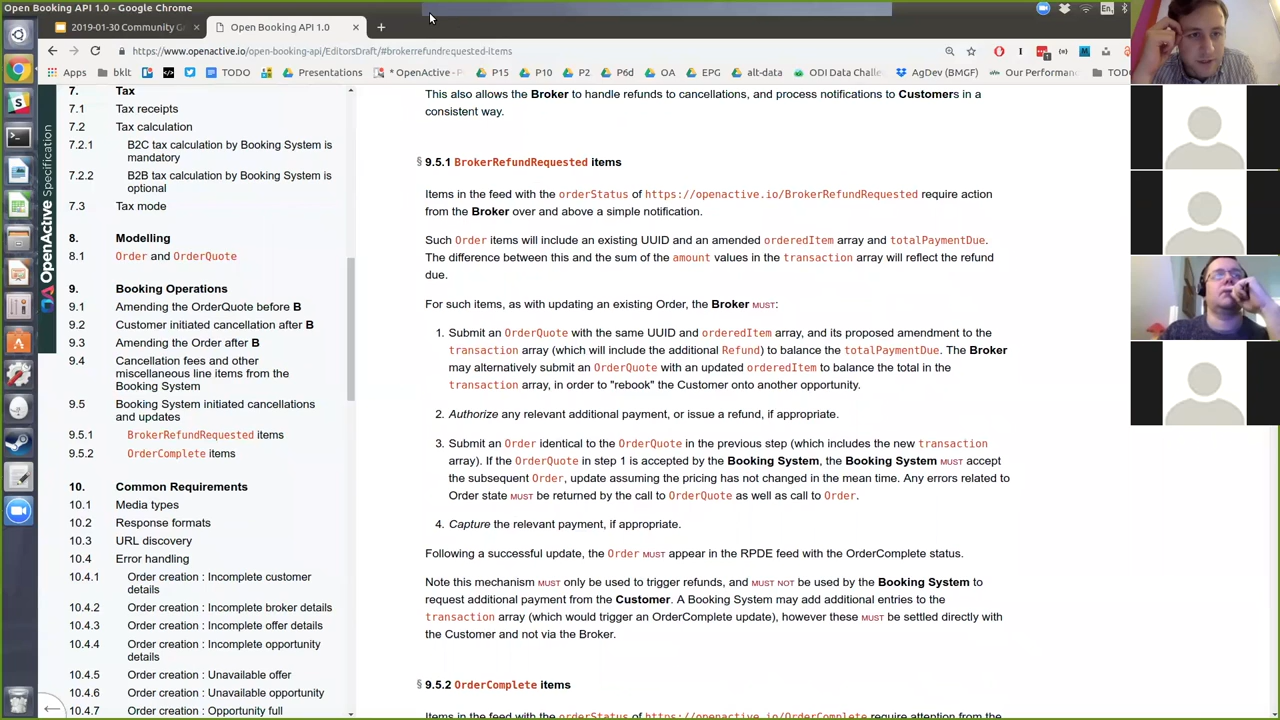 Open Booking API 1.0 - Google Chrome
En
2019-01-30 Community G
Open Booking API 1.0
https://www.openactive.io/open-booking-api/EditorsDraft/#brokerrefundrequested-items
Apps
bklt
TODO
Presentations
* OpenActive - P
P15
P10
P2
P6d
OA
EPG
alt-data
ODI Data Challe
AgDev (BMGF)
Our Performanc
TODO
OpenActive Specification
7. Tax
7.1 Tax receipts
7.2 Tax calculation
7.2.1 B2C tax calculation by Booking System is
mandatory
7.2.2 B2B tax calculation by Booking System is
optional
7.3 Tax mode
8. Modelling
8.1 Order and OrderQuote
9. Booking Operations
9.1 Amending the OrderQuote before B
9.2 Customer initiated cancellation after B
9.3 Amending the Order after B
9.4 Cancellation fees and other
miscellaneous line items from the
Booking System
9.5 Booking System initiated cancellations
and updates
9.5.1 BrokerRefundRequested items
9.5.2 OrderComplete items
10. Common Requirements
10.1 Media types
10.2 Response formats
10.3 URL discovery
10.4 Error handling
10.4.1 Order creation : Incomplete customer
details
10.4.2 Order creation : Incomplete broker details
10.4.3 Order creation : Incomplete offer details
10.4.4 Order creation : Incomplete opportunity
details
10.4.5 Order creation : Unavailable offer
10.4.6 Order creation : Unavailable opportunity
10.4.7 Order creation : Opportunity full
This also allows the Broker to handle refunds to cancellations, and process notifications to Customers in a
consistent way.
§ 9.5.1 BrokerRefundRequested items
Items in the feed with the orderStatus of https://openactive.io/BrokerRefundRequested require action
from the Broker over and above a simple notification.
Such Order items will include an existing UUID and an amended orderedItem array and totalPaymentDue.
The difference between this and the sum of the amount values in the transaction array will reflect the refund
due.
For such items, as with updating an existing Order, the Broker MUST:
1. Submit an OrderQuote with the same UUID and orderedItem array, and its proposed amendment to the
transaction array (which will include the additional Refund) to balance the totalPaymentDue. The Broker
may alternatively submit an OrderQuote with an updated orderedItem to balance the total in the
transaction array, in order to "rebook" the Customer onto another opportunity.
2. Authorize any relevant additional payment, or issue a refund, if appropriate.
3. Submit an Order identical to the OrderQuote in the previous step (which includes the new transaction
array). If the OrderQuote in step 1 is accepted by the Booking System, the Booking System MUST accept
the subsequent Order, update assuming the pricing has not changed in the mean time. Any errors related to
Order state MUST be returned by the call to OrderQuote as well as call to Order.
4. Capture the relevant payment, if appropriate.
Following a successful update, the Order MUST appear in the RPDE feed with the OrderComplete status.
Note this mechanism MUST only be used to trigger refunds, and MUST NOT be used by the Booking System to
request additional payment from the Customer. A Booking System may add additional entries to the
transaction array (which would trigger an OrderComplete update), however these MUST be settled directly with
the Customer and not via the Broker.
§ 9.5.2 OrderComplete items
Items in the feed with the orderStatus of https://openactive.io/OrderComplete require attention from the